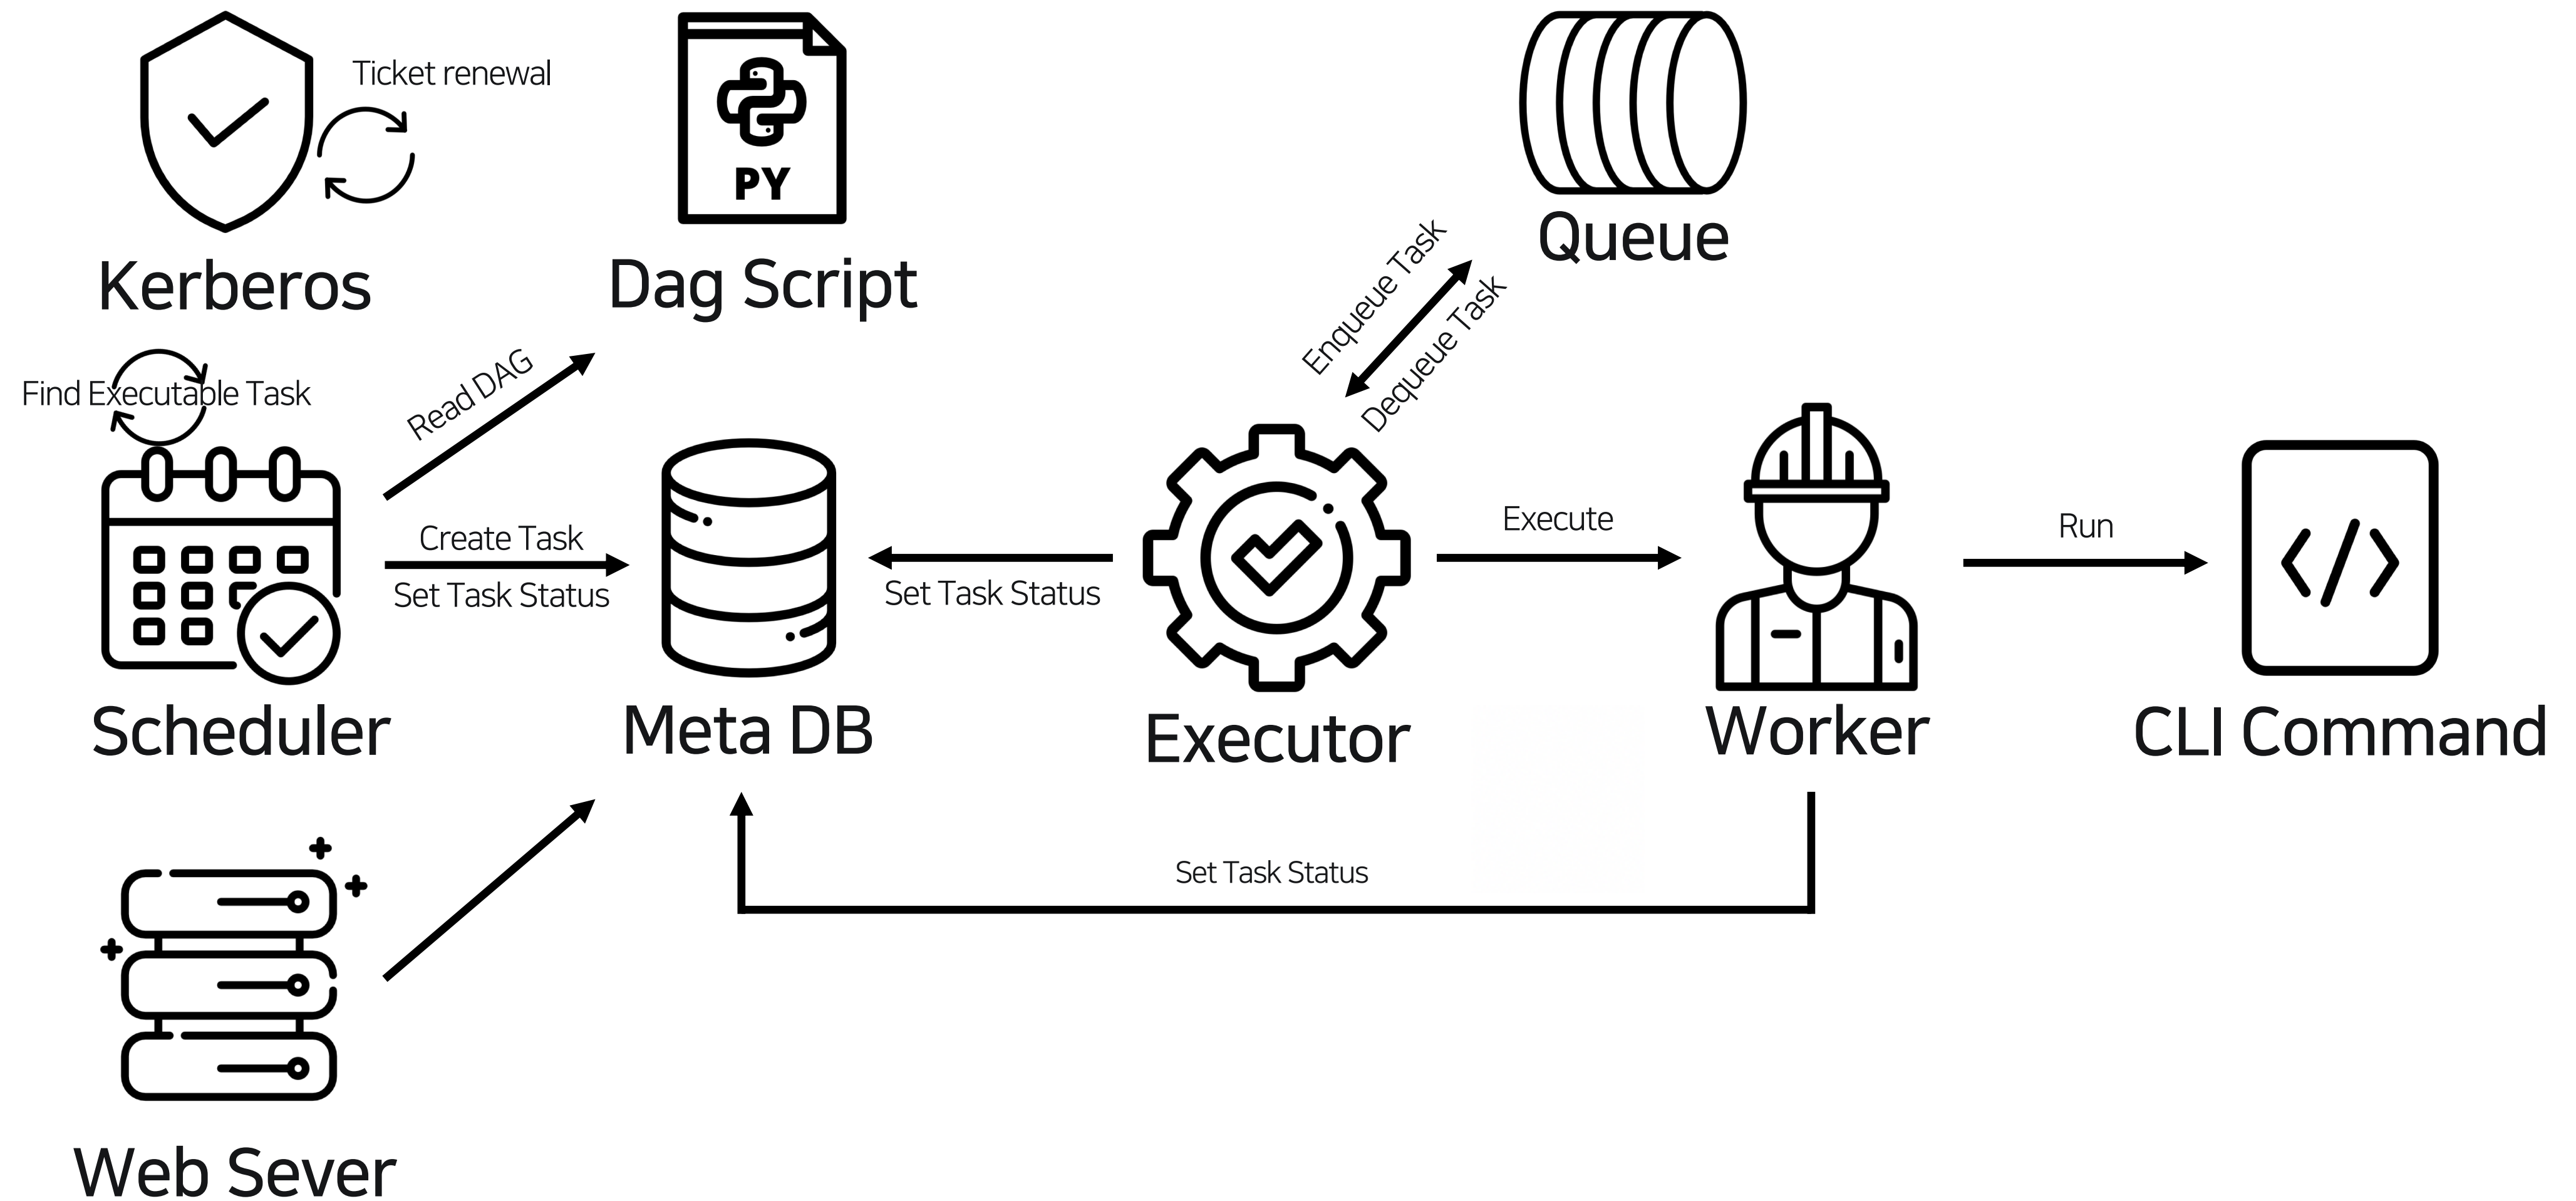 Ticket renewal
PY
Kerberos
Dag Script
Queue
Enqueue Task
Dequeue Task
Find Executable Task
Read DAG
Create Task
Set Task Status
Set Task Status
Execute
Run
Scheduler
Meta DB
Executor
Worker
CLI Command
Set Task Status
Web Sever